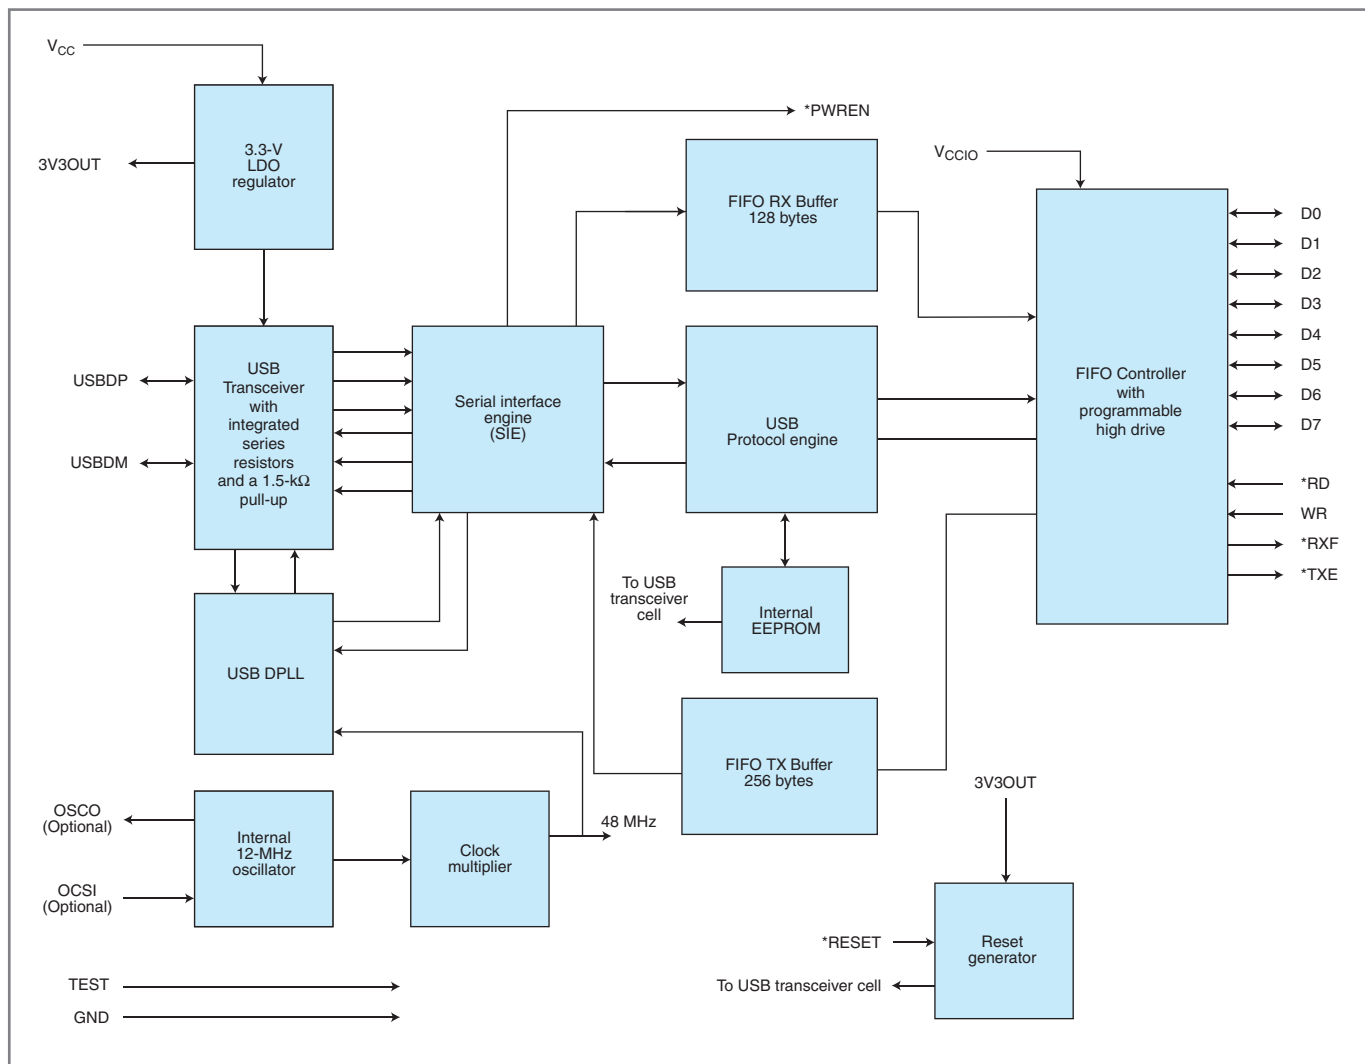 VCC
3.3-V
LDO
regulator
3V3OUT
*PWREN
FIFO RX Buffer
128 bytes
VCCIO
FIFO Controller
with
programmable
high drive
D0
D1
D2
D3
D4
D5
D6
D7
*RD
WR
*RXF
*TXE
USBDP
USBDM
USB
Transceiver
with
integrated
series
resistors
and a 1.5-kΩ
pull-up
Serial interface
engine
(SIE)
USB
Protocol engine
To USB
transceiver
cell
Internal
EEPROM
USB DPLL
FIFO TX Buffer
256 bytes
OSCO
(Optional)
OCSI
(Optional)
Internal
12-MHz
oscillator
Clock
multiplier
48 MHz
3V3OUT
*RESET
Reset
generator
To USB transceiver cell
TEST
GND